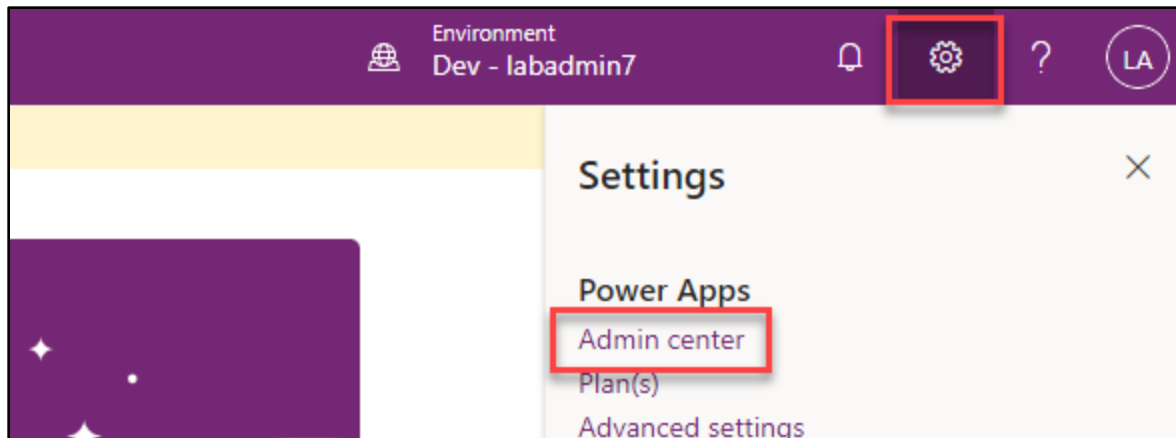 Environment
Dev - labadmin7
?
LA
Settings
Power Apps
Admin center
Plan(s)
Advanced settings